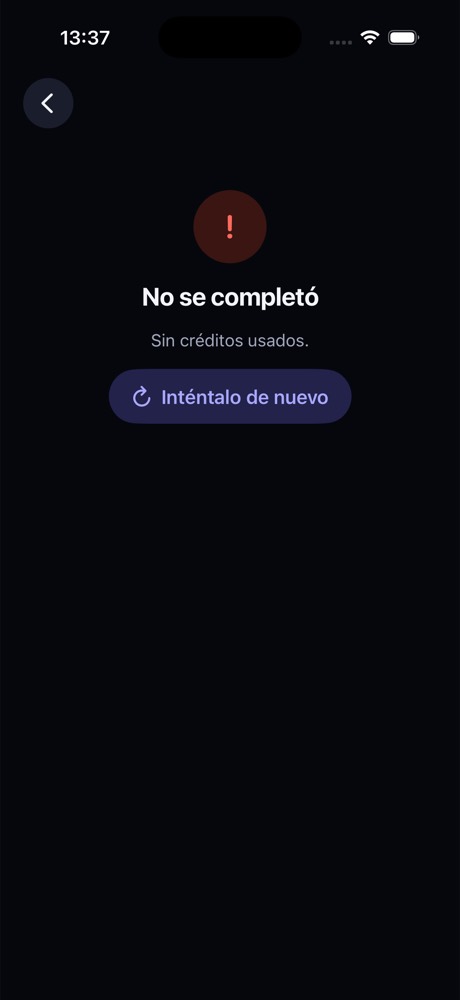 13:37
No se completó
Sin créditos usados.
Inténtalo de nuevo